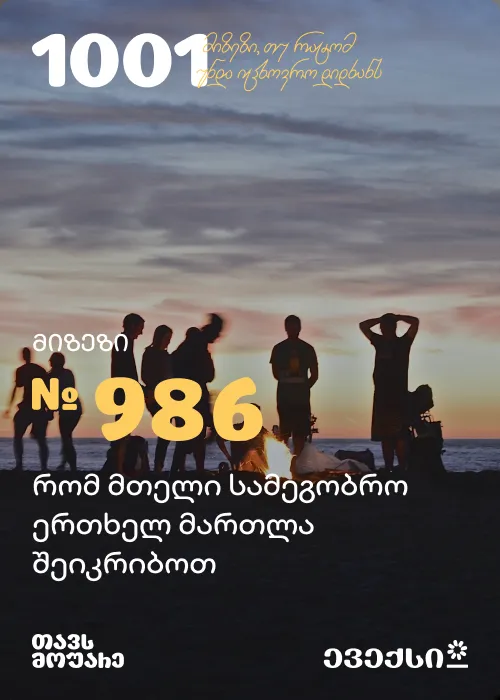 1001 მიზეზი, თუ რატომ
უნდა იცხოვრო დიდხანს
მიზეზი
№ 986
რომ მთელი სამეგობრო
ერთხელ მართლა
შეიკრიბოთ
თავს
მოუარე
ევექსი